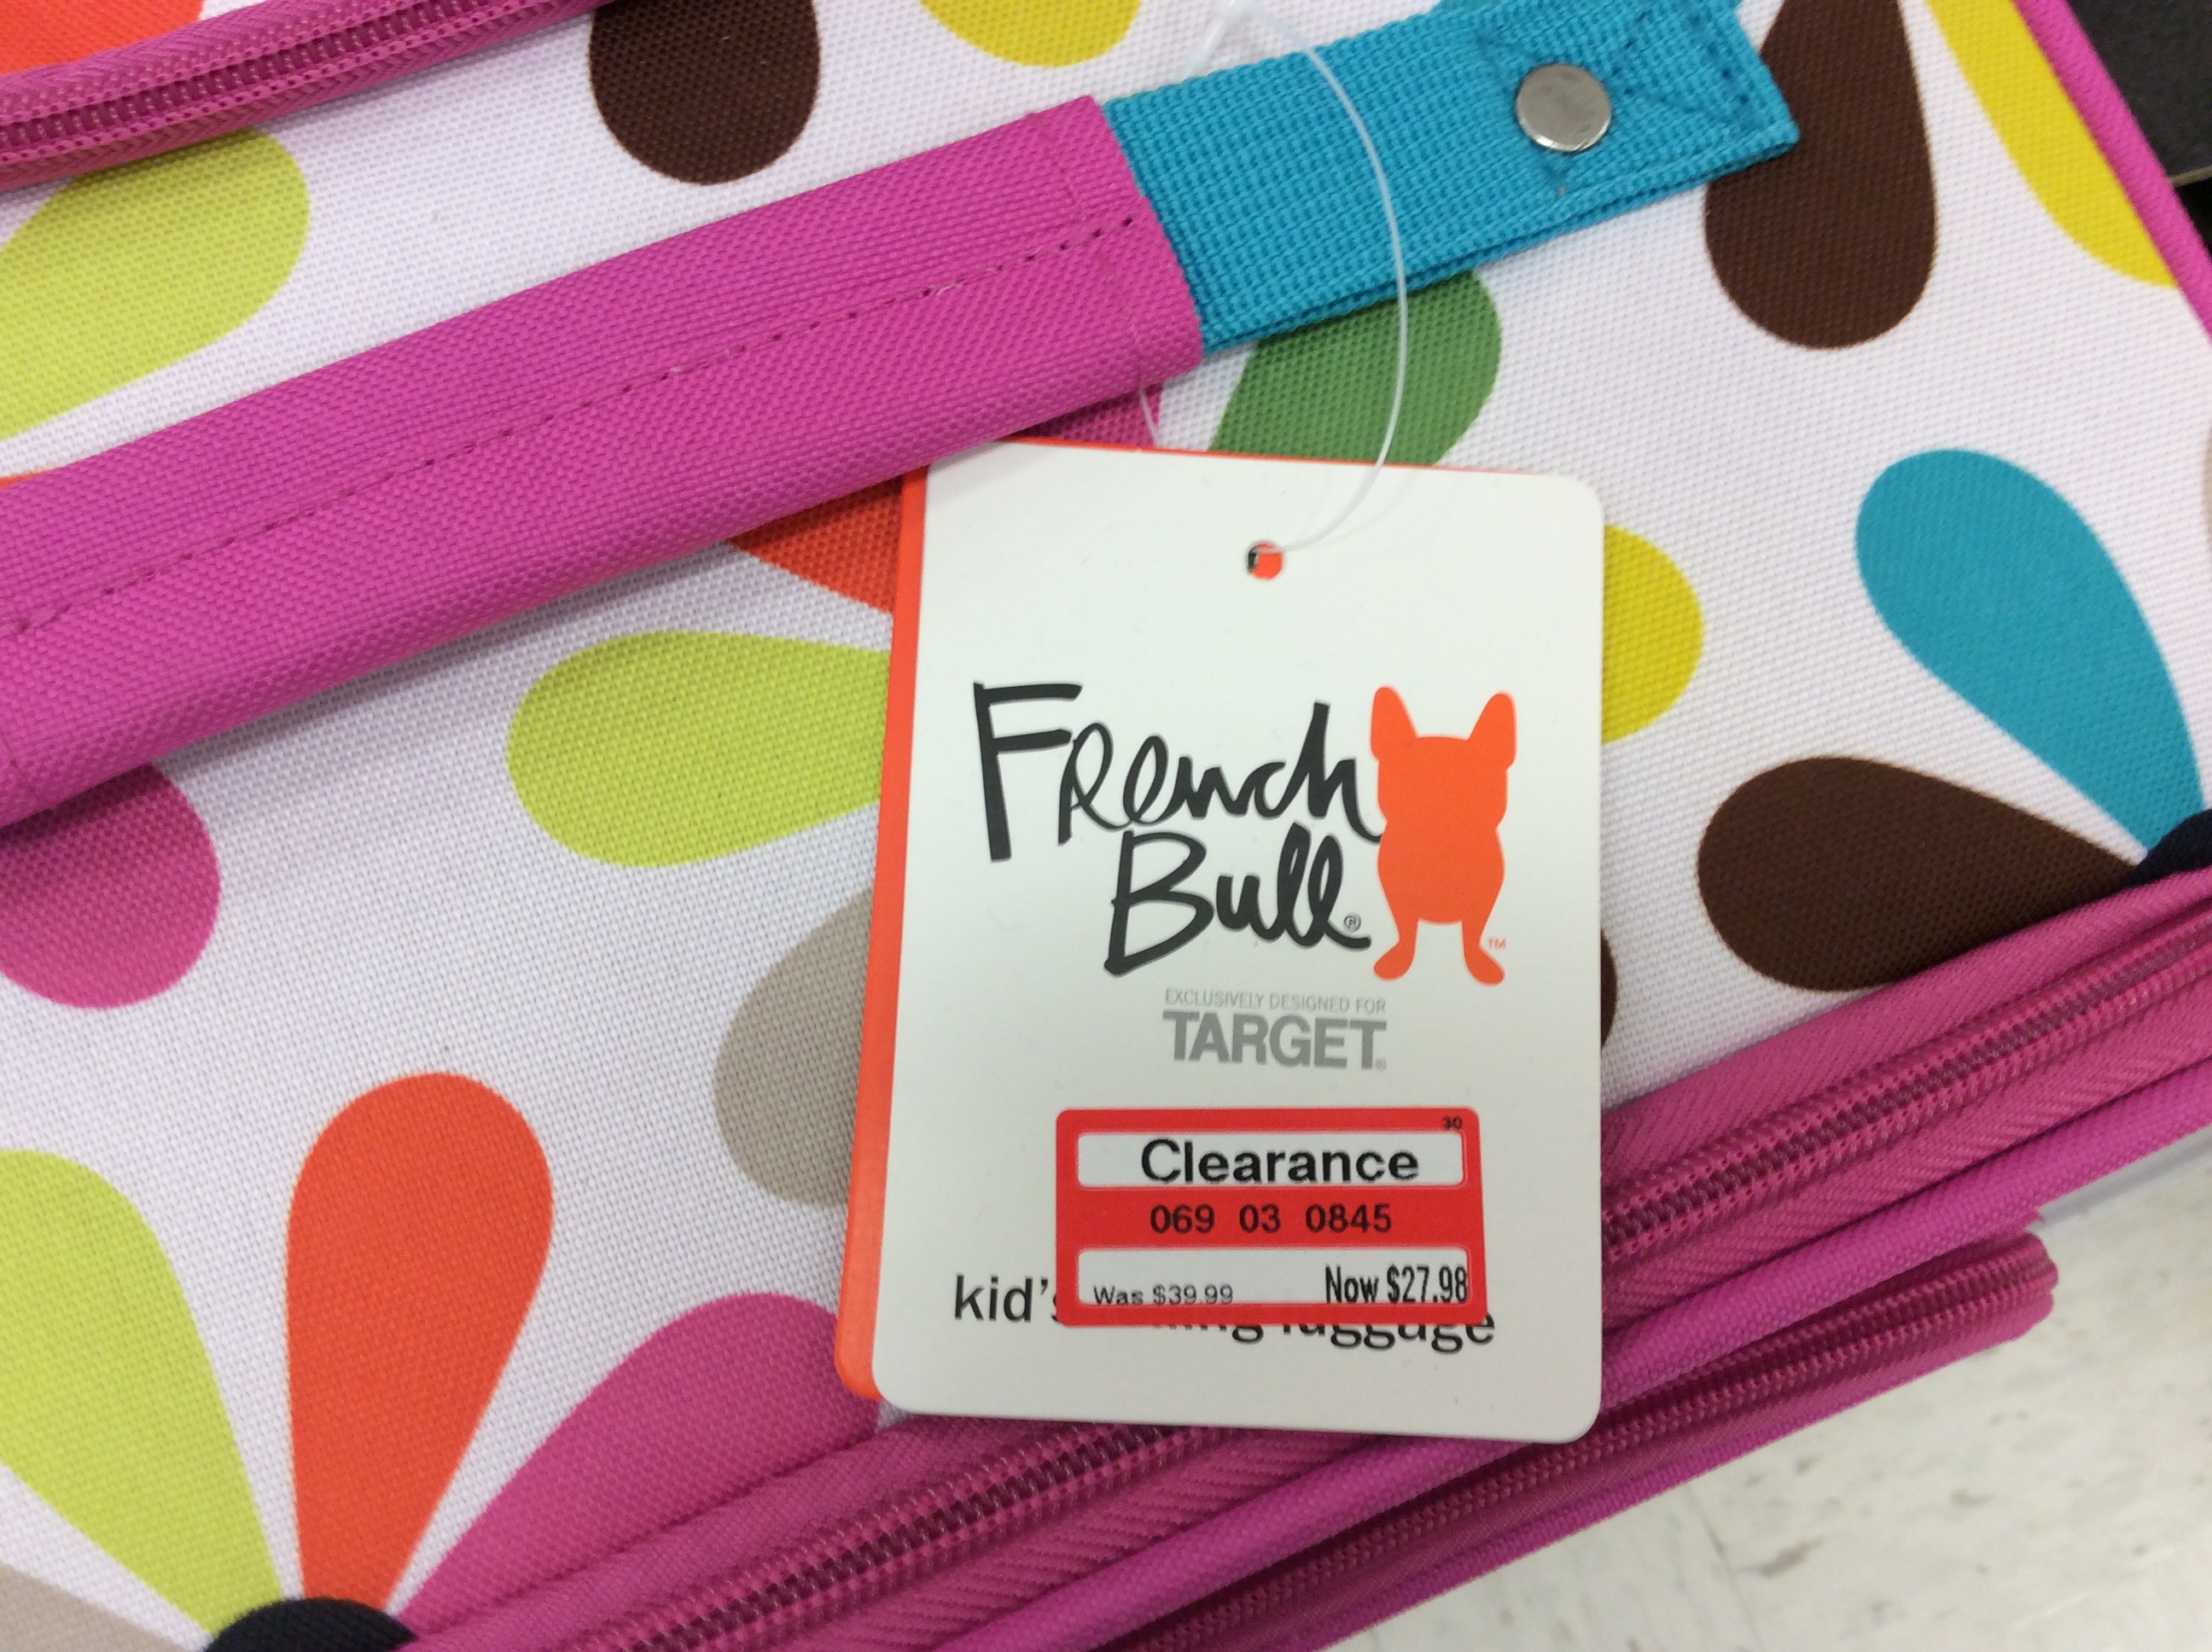 French
Bull®
TM
EXCLUSIVELY DESIGNED FOR
TARGET®
30
Clearance
069 03 0845
Was $39.99 Now $27.98
kid's luggage